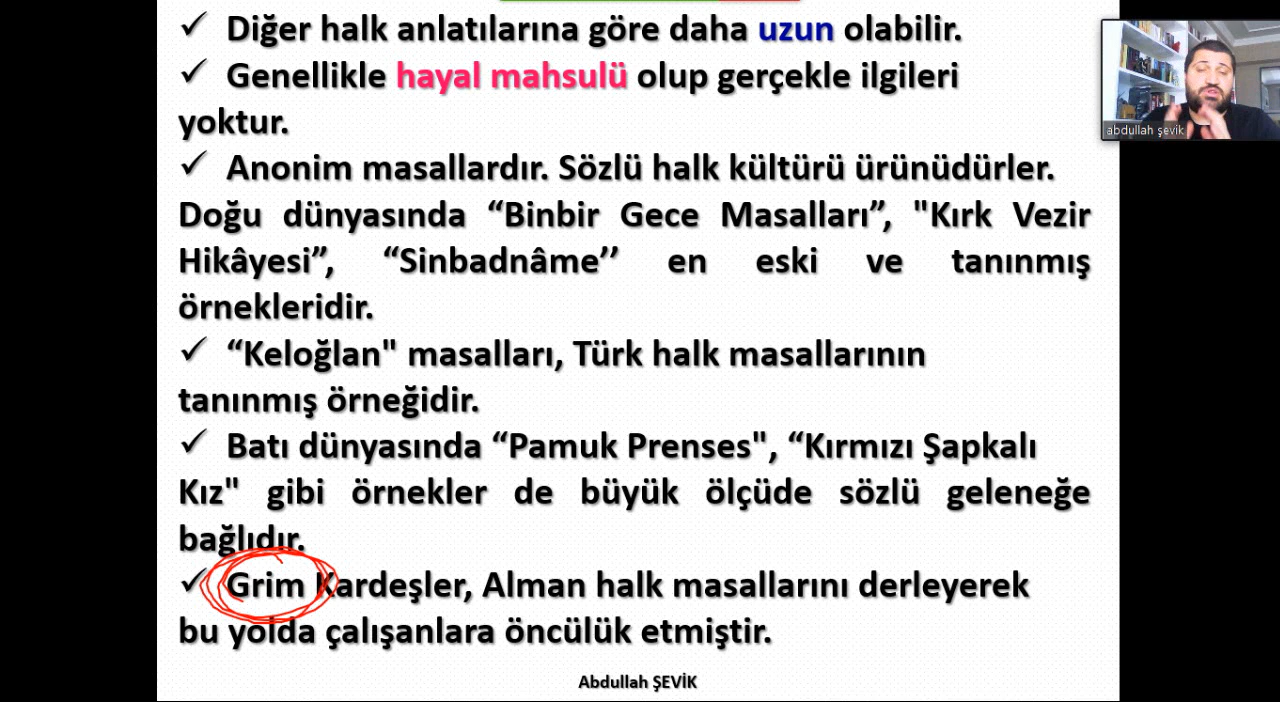 ✓ Diğer halk anlatılarına göre daha uzun olabilir.
✓ Genellikle hayal mahsulü olup gerçekle ilgileri
yoktur.
✓ Anonim masallardır. Sözlü halk kültürü ürünüdürler.
Doğu dünyasında “Binbir Gece Masalları”, "Kırk Vezir
Hikâyesi”, “Sinbadnâme’’ en eski ve tanınmış
örnekleridir.
✓ “Keloğlan" masalları, Türk halk masallarının
tanınmış örneğidir.
✓ Batı dünyasında “Pamuk Prenses", “Kırmızı Şapkalı
Kız" gibi örnekler de büyük ölçüde sözlü geleneğe
bağlıdır.
✓ Grim Kardeşler, Alman halk masallarını derleyerek
bu yolda çalışanlara öncülük etmiştir.
Abdullah ŞEVİK
abdullah şevik